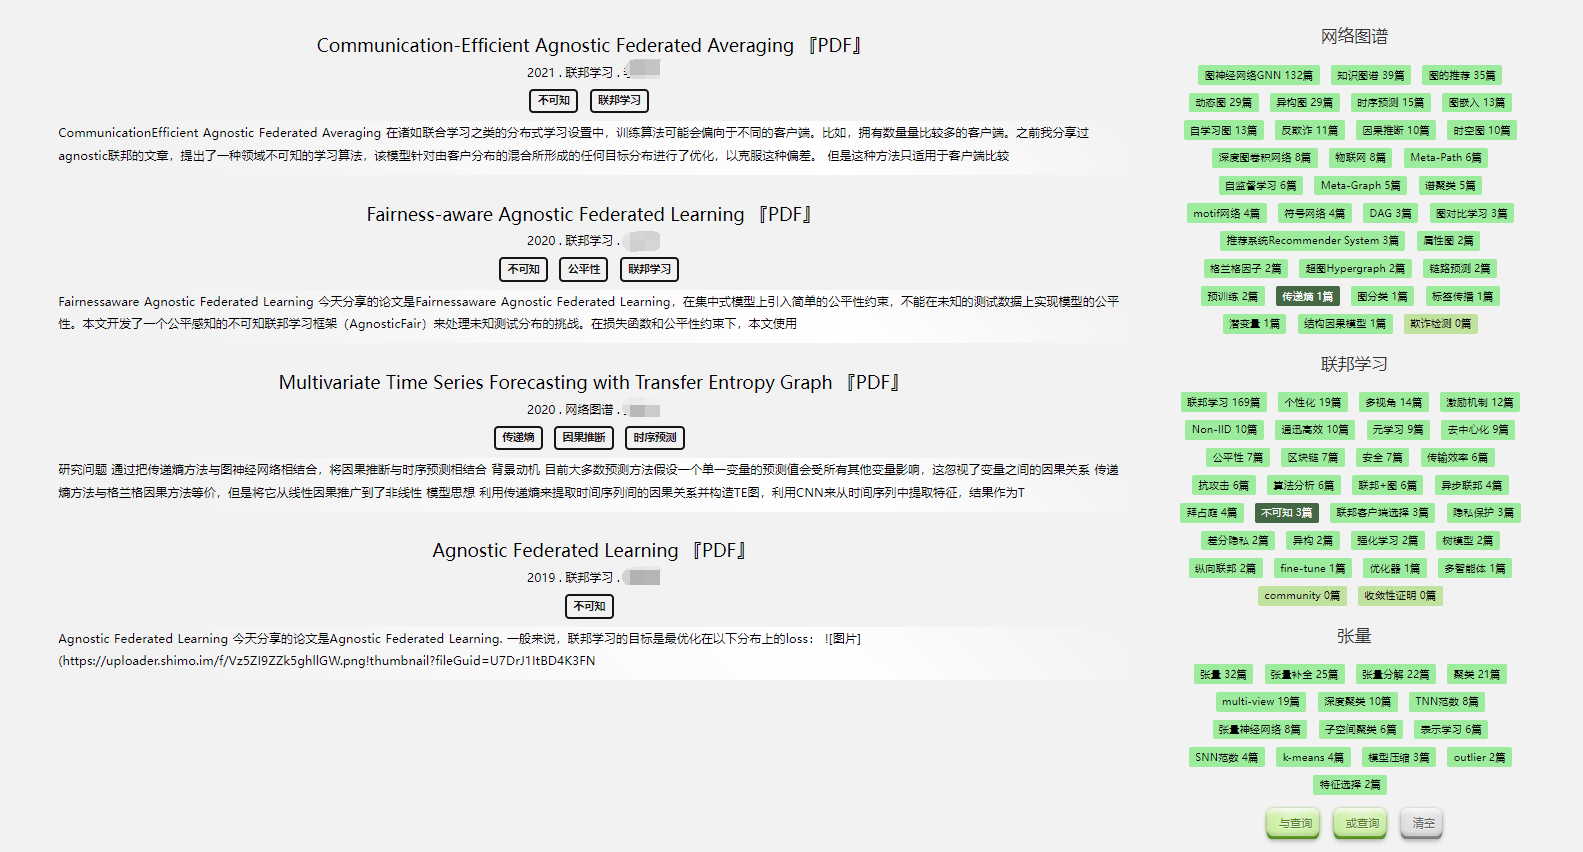 Communication-Efficient Agnostic Federated Averaging 『PDF』
2021 . 联邦学习 .
不可知 联邦学习
CommunicationEfficient Agnostic Federated Averaging 在诸如联合学习之类的分布式学习设置中，训练算法可能会偏向于不同的客户端。比如，拥有数量量比较多的客户端。之前我分享过
agnostic联邦的文章，提出了一种领域不可知的学习算法，该模型针对由客户分布的混合所形成的任何目标分布进行了优化，以克服这种偏差。 但是这种方法只适用于客户端比较
Fairness-aware Agnostic Federated Learning 『PDF』
2020 . 联邦学习 .
不可知 公平性 联邦学习
Fairnessaware Agnostic Federated Learning 今天分享的论文是Fairnessaware Agnostic Federated Learning，在集中式模型上引入简单的公平性约束，不能在未知的测试数据上实现模型的公平
性。本文开发了一个公平感知的不可知联邦学习框架（AgnosticFair）来处理未知测试分布的挑战。在损失函数和公平性约束下，本文使用
Multivariate Time Series Forecasting with Transfer Entropy Graph 『PDF』
2020 . 网络图谱 .
传递熵 因果推断 时序预测
研究问题 通过把传递熵方法与图神经网络相结合，将因果推断与时序预测相结合 背景动机 目前大多数预测方法假设一个单一变量的预测值会受所有其他变量影响，这忽视了变量之间的因果关系 传递
熵方法与格兰格因果方法等价，但是将它从线性因果推广到了非线性 模型思想 利用传递熵来提取时间序列间的因果关系并构造TE图，利用CNN来从时间序列中提取特征，结果作为T
Agnostic Federated Learning 『PDF』
2019 . 联邦学习 .
不可知
Agnostic Federated Learning 今天分享的论文是Agnostic Federated Learning. 一般来说，联邦学习的目标是最优化在以下分布上的loss： ![图片]
(https://uploader.shimo.im/f/Vz5ZI9ZZk5ghllGW.png!thumbnail?fileGuid=U7DrJ1ItBD4K3FN
网络图谱
图神经网络GNN 132篇 知识图谱 39篇 图的推荐 35篇
动态图 29篇 异构图 29篇 时序预测 15篇 图嵌入 13篇
自学习图 13篇 反欺诈 11篇 因果推断 10篇 时空图 10篇
深度图卷积网络 8篇 物联网 8篇 Meta-Path 6篇
自监督学习 6篇 Meta-Graph 5篇 谱聚类 5篇
motif网络 4篇 符号网络 4篇 DAG 3篇 图对比学习 3篇
推荐系统Recommender System 3篇 属性图 2篇
格兰格因子 2篇 超图Hypergraph 2篇 链路预测 2篇
预训练 2篇 传递熵 1篇 图分类 1篇 标签传播 1篇
潜变量 1篇 结构因果模型 1篇 欺诈检测 0篇
联邦学习
联邦学习 169篇 个性化 19篇 多视角 14篇 激励机制 12篇
Non-IID 10篇 通迅高效 10篇 元学习 9篇 去中心化 9篇
公平性 7篇 区块链 7篇 安全 7篇 传输效率 6篇
抗攻击 6篇 算法分析 6篇 联邦+图 6篇 异步联邦 4篇
拜占庭 4篇 不可知 3篇 联邦客户端选择 3篇 隐私保护 3篇
差分隐私 2篇 异构 2篇 强化学习 2篇 树模型 2篇
纵向联邦 2篇 fine-tune 1篇 优化器 1篇 多智能体 1篇
community 0篇 收敛性证明 0篇
张量
张量 32篇 张量补全 25篇 张量分解 22篇 聚类 21篇
multi-view 19篇 深度聚类 10篇 TNN范数 8篇
张量神经网络 8篇 子空间聚类 6篇 表示学习 6篇
SNN范数 4篇 k-means 4篇 模型压缩 3篇 outlier 2篇
特征选择 2篇
与查询 或查询 清空